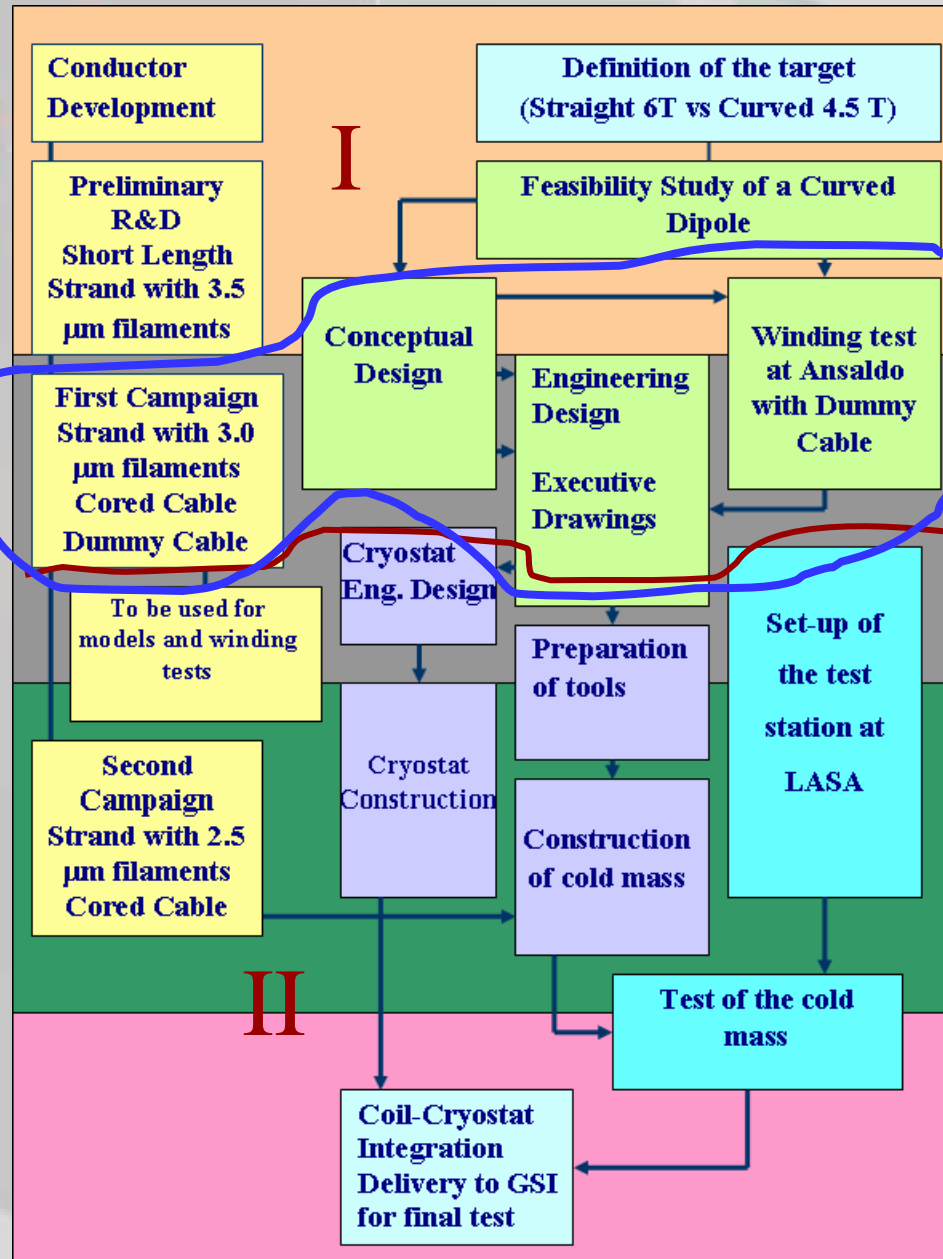 Conductor
Development
Definition of the target
(Straight 6T vs Curved 4.5 T)
I
Preliminary
R&D
Short Length
Strand with 3.5
µm filaments
Feasibility Study of a Curved
Dipole
Conceptual
Design
Winding test
at Ansaldo
with Dummy
Cable
Engineering
Design
Executive
Drawings
First Campaign
Strand with 3.0
µm filaments
Cored Cable
Dummy Cable
Cryostat
Eng. Design
To be used for
models and winding
tests
Preparation
of tools
Set-up of
the test
station at
LASA
Second
Campaign
Strand with 2.5
µm filaments
Cored Cable
Cryostat
Construction
Construction
of cold mass
II
Test of the cold
mass
Coil-Cryostat
Integration
Delivery to GSI
for final test